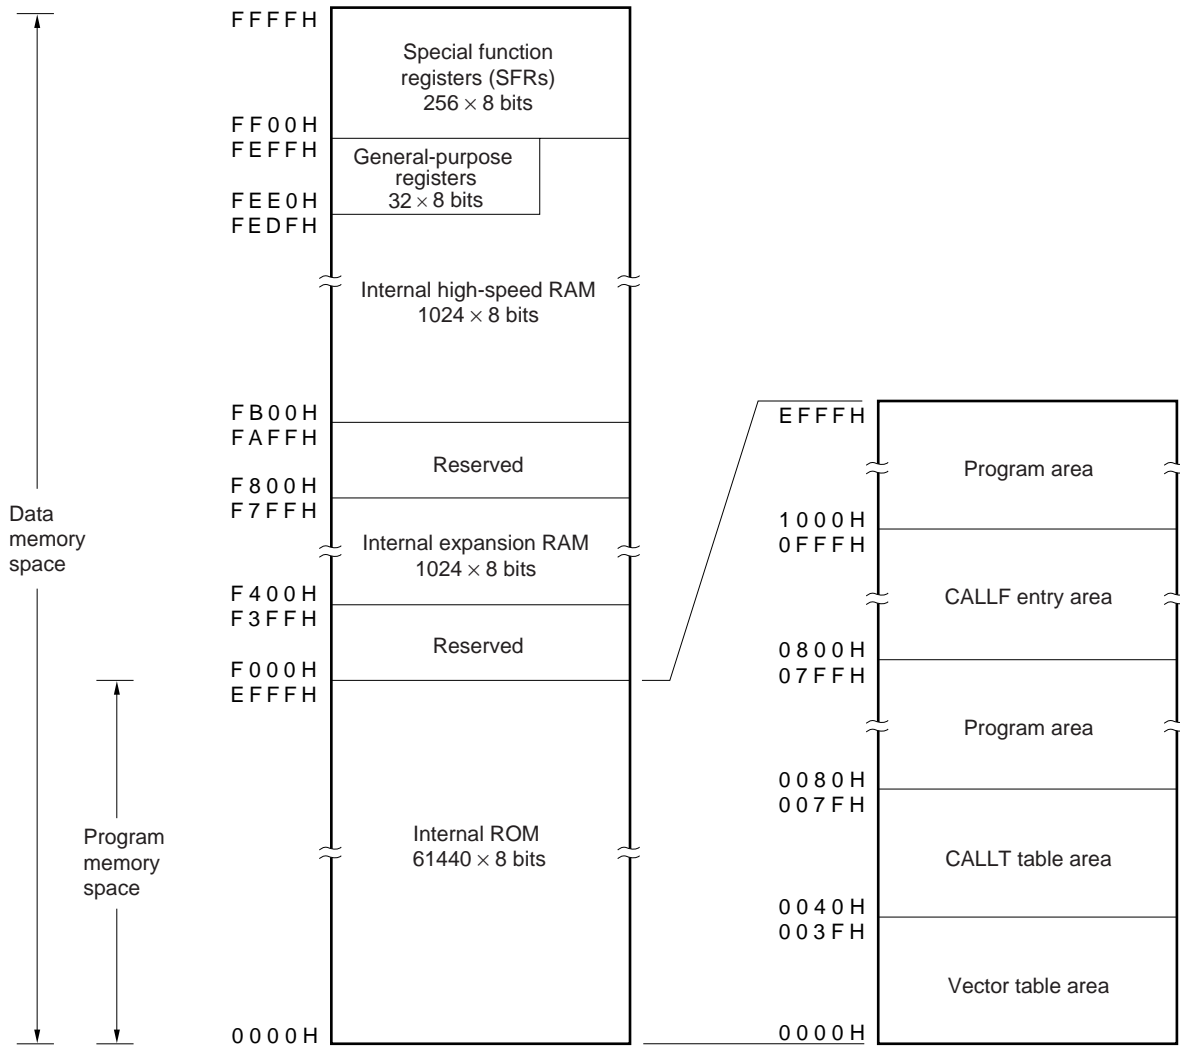 FFFFH
Special function
registers (SFRs)
256 × 8 bits
FF00H
FEFFH
General-purpose
registers
32 × 8 bits
FEE0H
FEDFH
Internal high-speed RAM
1024 × 8 bits
FB00H
FAFFH
Reserved
F800H
F7FFH
Internal expansion RAM
1024 × 8 bits
F400H
F3FFH
Reserved
F000H
EFFFH
Internal ROM
61440 × 8 bits
0000H
Data
memory
space
Program
memory
space
EFFFH
Program area
1000H
0FFFH
CALLF entry area
0800H
07FFH
Program area
0080H
007FH
CALLT table area
0040H
003FH
Vector table area
0000H